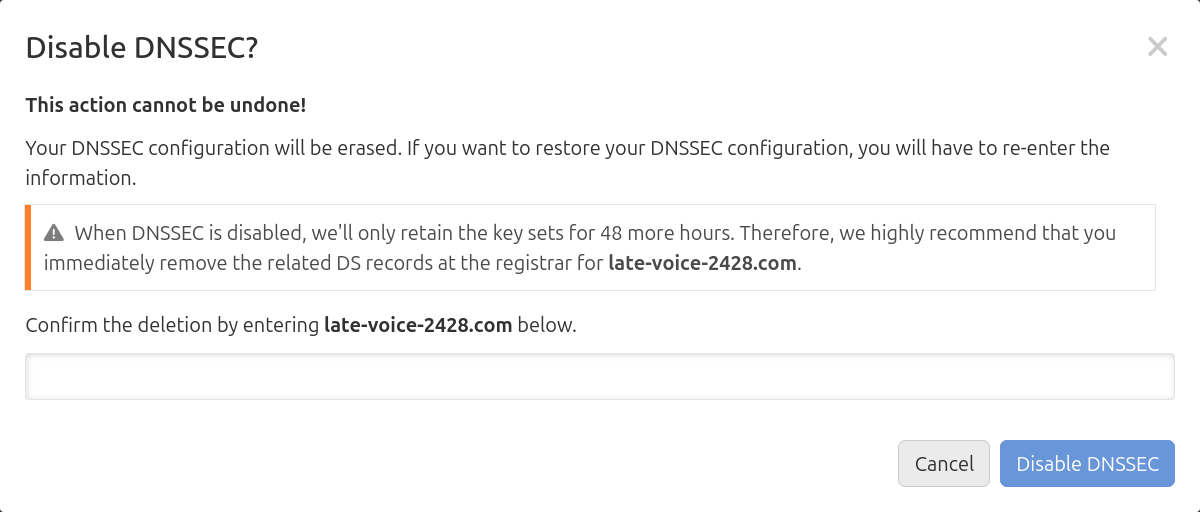 Disable DNSSEC?
This action cannot be undone!
Your DNSSEC configuration will be erased. If you want to restore your DNSSEC configuration, you will have to re-enter the
information.
When DNSSEC is disabled, we'll only retain the key sets for 48 more hours. Therefore, we highly recommend that you
immediately remove the related DS records at the registrar for late-voice-2428.com.
Confirm the deletion by entering late-voice-2428.com below.
Cancel
Disable DNSSEC